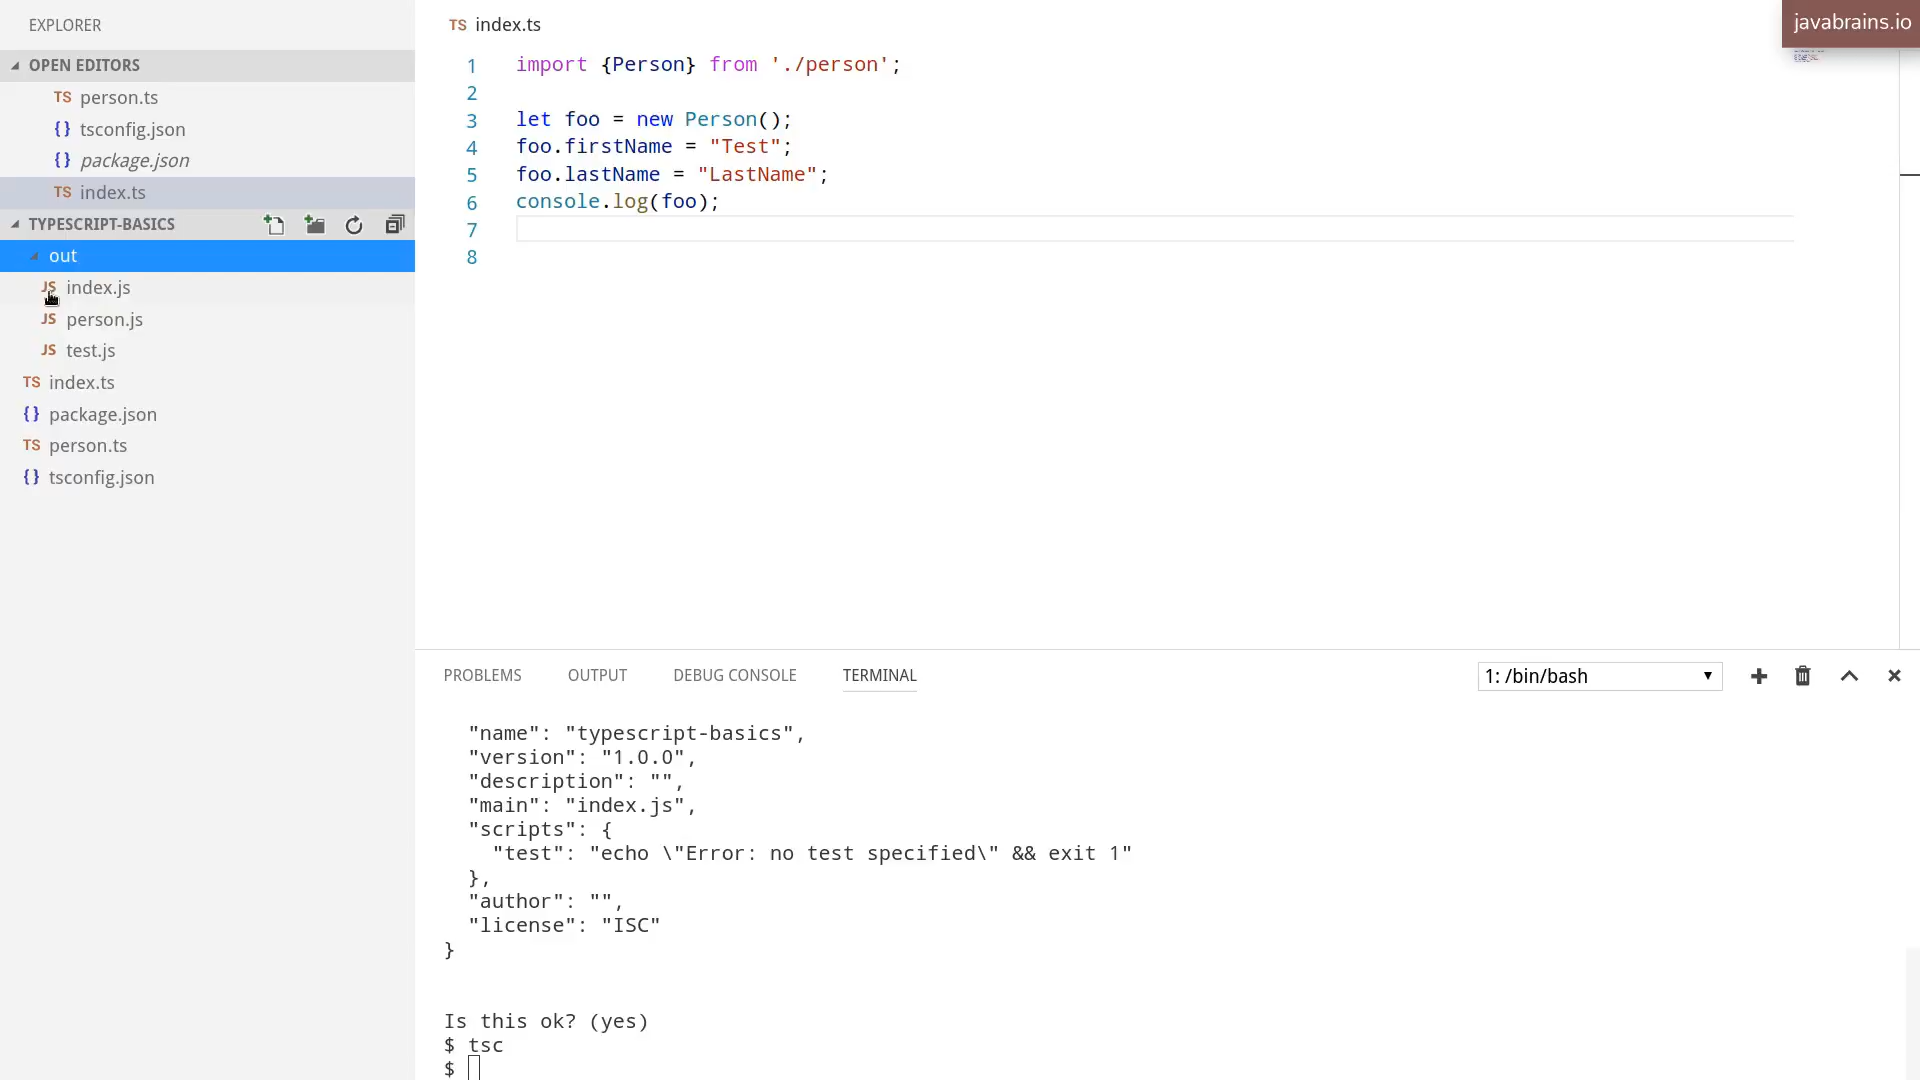 EXPLORER
OPEN EDITORS
TS person.ts
{} tsconfig.json
{} package.json
TS index.ts
TYPESCRIPT-BASICS
out
JS index.js
JS person.js
JS test.js
TS index.ts
{} package.json
TS person.ts
{} tsconfig.json
TS index.ts
javabrains.io
1 import {Person} from './person';
2
3 let foo = new Person();
4 foo.firstName = "Test";
5 foo.lastName = "LastName";
6 console.log(foo);
7
8
PROBLEMS OUTPUT DEBUG CONSOLE TERMINAL 1: /bin/bash
"name": "typescript-basics",
"version": "1.0.0",
"description": "",
"main": "index.js",
"scripts": {
"test": "echo \"Error: no test specified\" && exit 1"
},
"author": "",
"license": "ISC"
}
Is this ok? (yes)
$ tsc
$